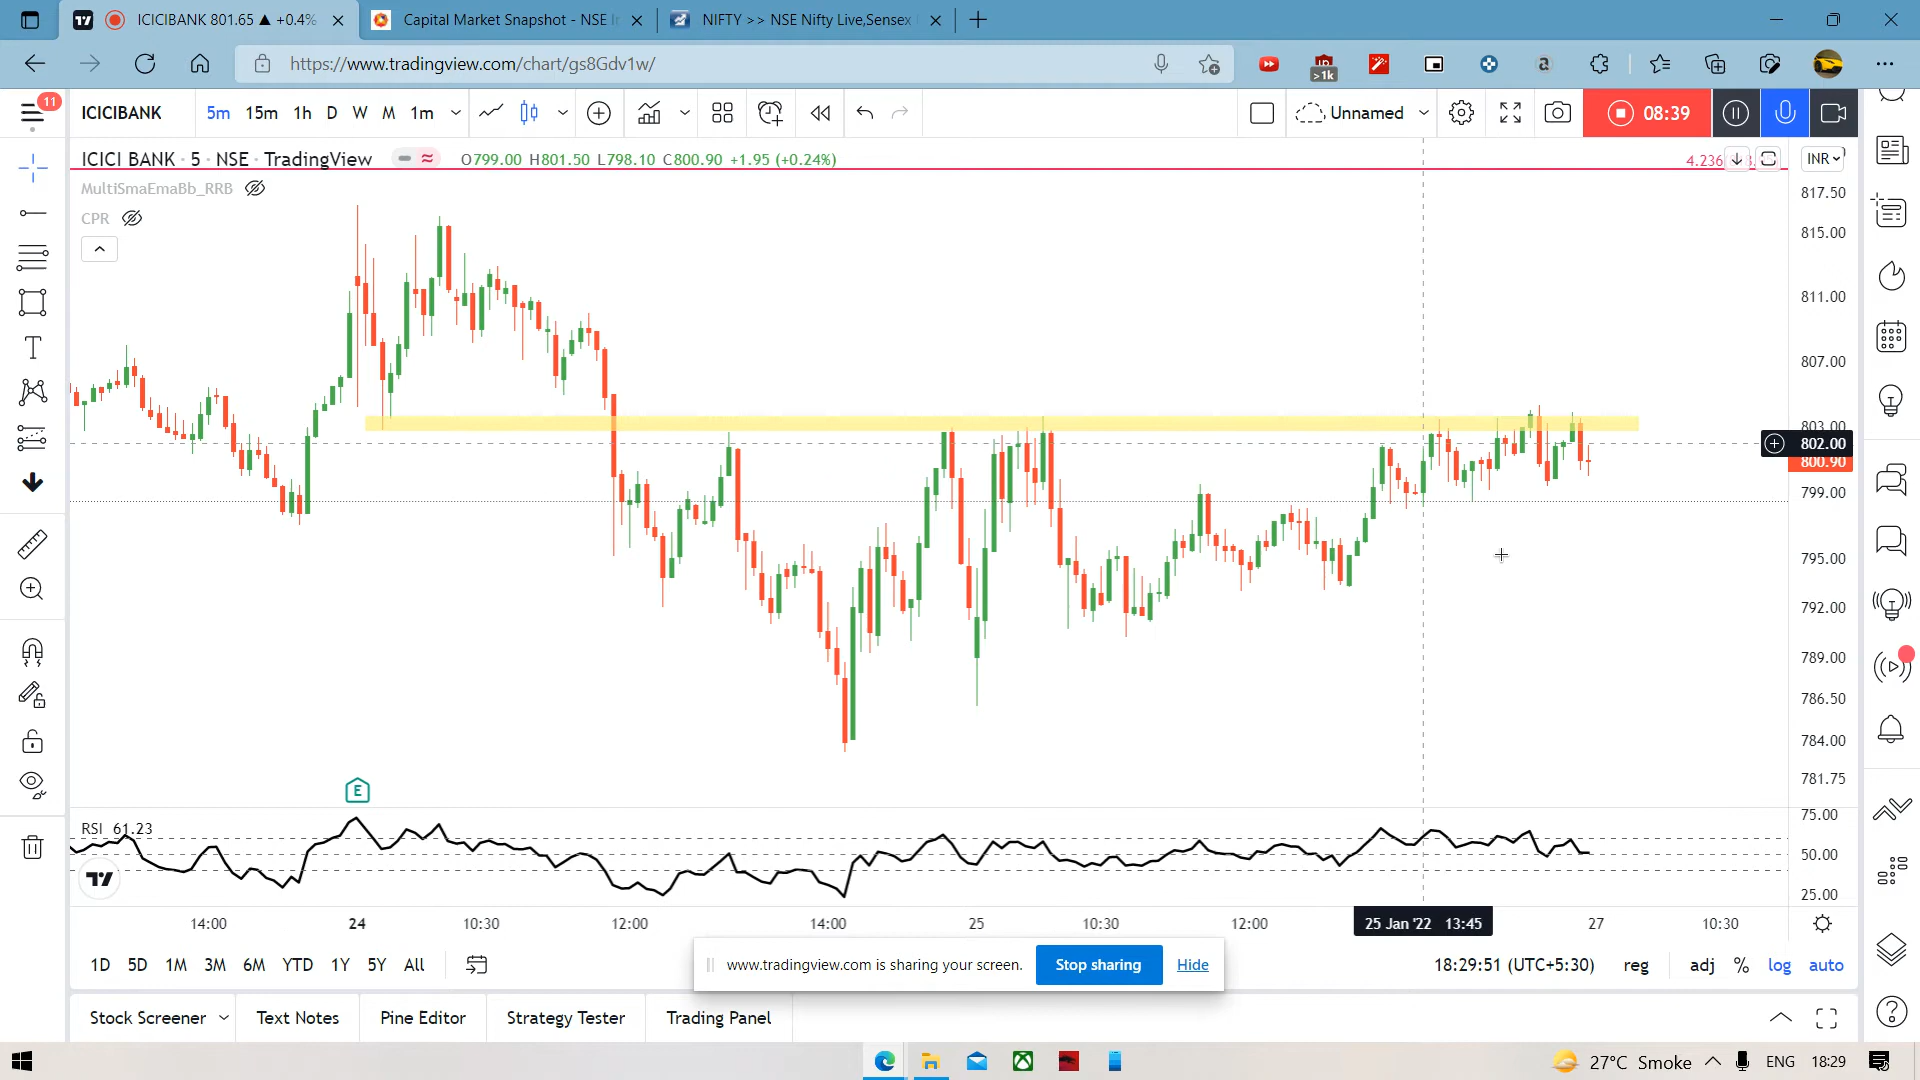 ICICIBANK 801.65 ▲ +0.4%
Capital Market Snapshot - NSE
NIFTY >> NSE Nifty Live,Sensex
https://www.tradingview.com/chart/gs8Gdv1w/
>1k
a
11
ICICIBANK 5m 15m 1h D W M 1m
Unnamed
08:39
ICICI BANK · 5 · NSE · TradingView
O799.00 H801.50 L798.10 C800.90 +1.95 (+0.24%)
4.236
INR
MultiSmaEmaBb_RRB
CPR
817.50
815.00
811.00
807.00
803.00
802.00
800.90
799.00
795.00
792.00
789.00
786.50
784.00
781.75
E
RSI 61.23
75.00
50.00
25.00
14:00 24 10:30 12:00 14:00 25 10:30 12:00 25 Jan '22 13:45 27 10:30
1D 5D 1M 3M 6M YTD 1Y 5Y All
www.tradingview.com is sharing your screen. Stop sharing Hide
18:29:51 (UTC+5:30) reg adj % log auto
Stock Screener Text Notes Pine Editor Strategy Tester Trading Panel
27°C Smoke ENG 18:29